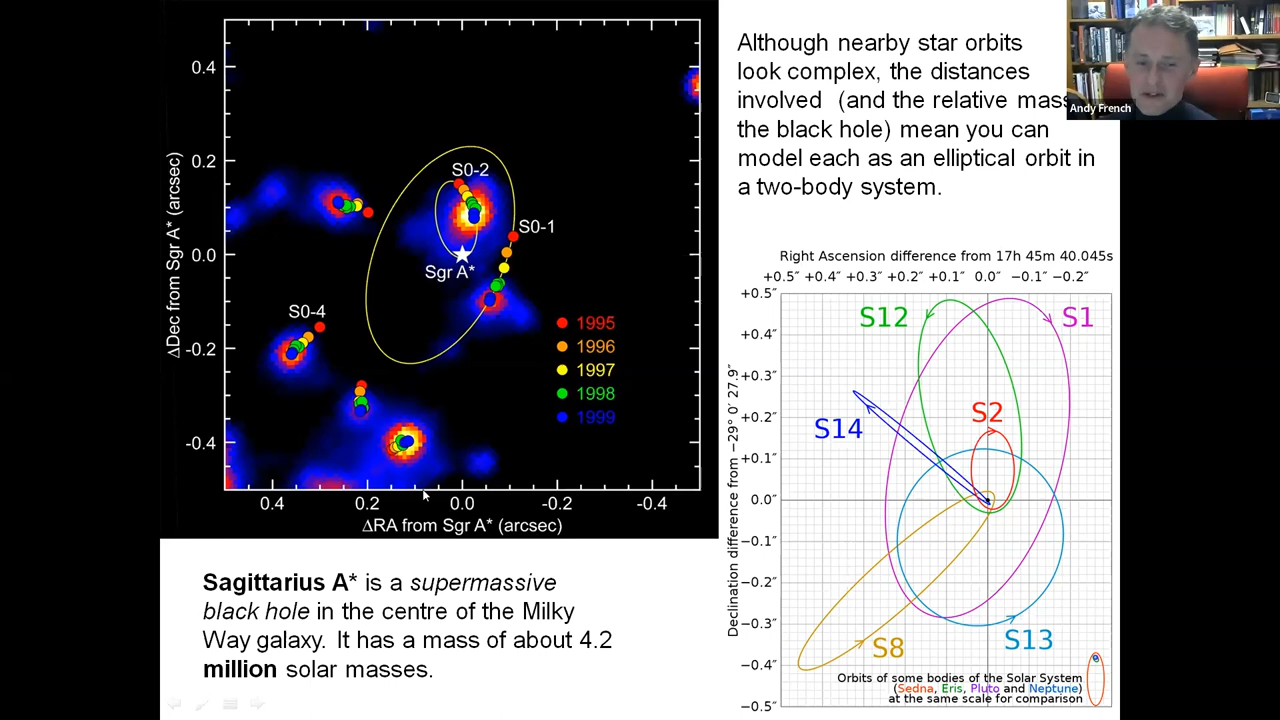 Although nearby star orbits
look complex, the distances
involved (and the relative mass
the black hole) mean you can
model each as an elliptical orbit in
a two-body system.
Andy French
0.4
0.2
0.0
-0.2
-0.4
ΔDec from Sgr A* (arcsec)
S0-2
S0-1
Sgr A*
S0-4
1995
1996
1997
1998
1999
0.4 0.2 0.0 -0.2 -0.4
ΔRA from Sgr A* (arcsec)
Sagittarius A* is a supermassive
black hole in the centre of the Milky
Way galaxy. It has a mass of about 4.2
million solar masses.
Right Ascension difference from 17h 45m 40.045s
+0.5" +0.4" +0.3" +0.2" +0.1" 0.0" −0.1" −0.2"
+0.5"
+0.4"
+0.3"
+0.2"
+0.1"
0.0"
−0.1"
−0.2"
−0.3"
−0.4"
−0.5"
Declination difference from −29° 0′ 27.9″
S12
S1
S2
S14
S13
S8
Orbits of some bodies of the Solar System
(Sedna, Eris, Pluto and Neptune)
at the same scale for comparison